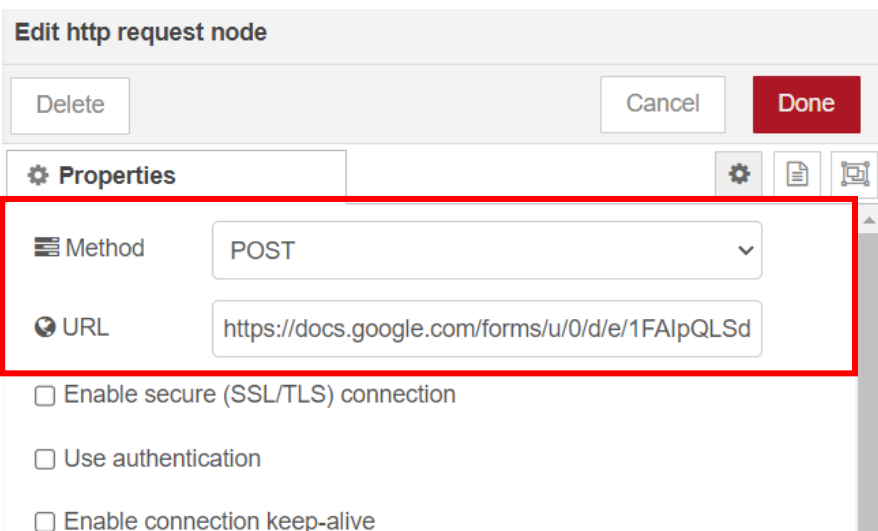 Edit http request node
Delete Cancel Done
Properties
Method POST
URL https://docs.google.com/forms/u/0/d/e/1FAIpQLSd
Enable secure (SSL/TLS) connection
Use authentication
Enable connection keep-alive